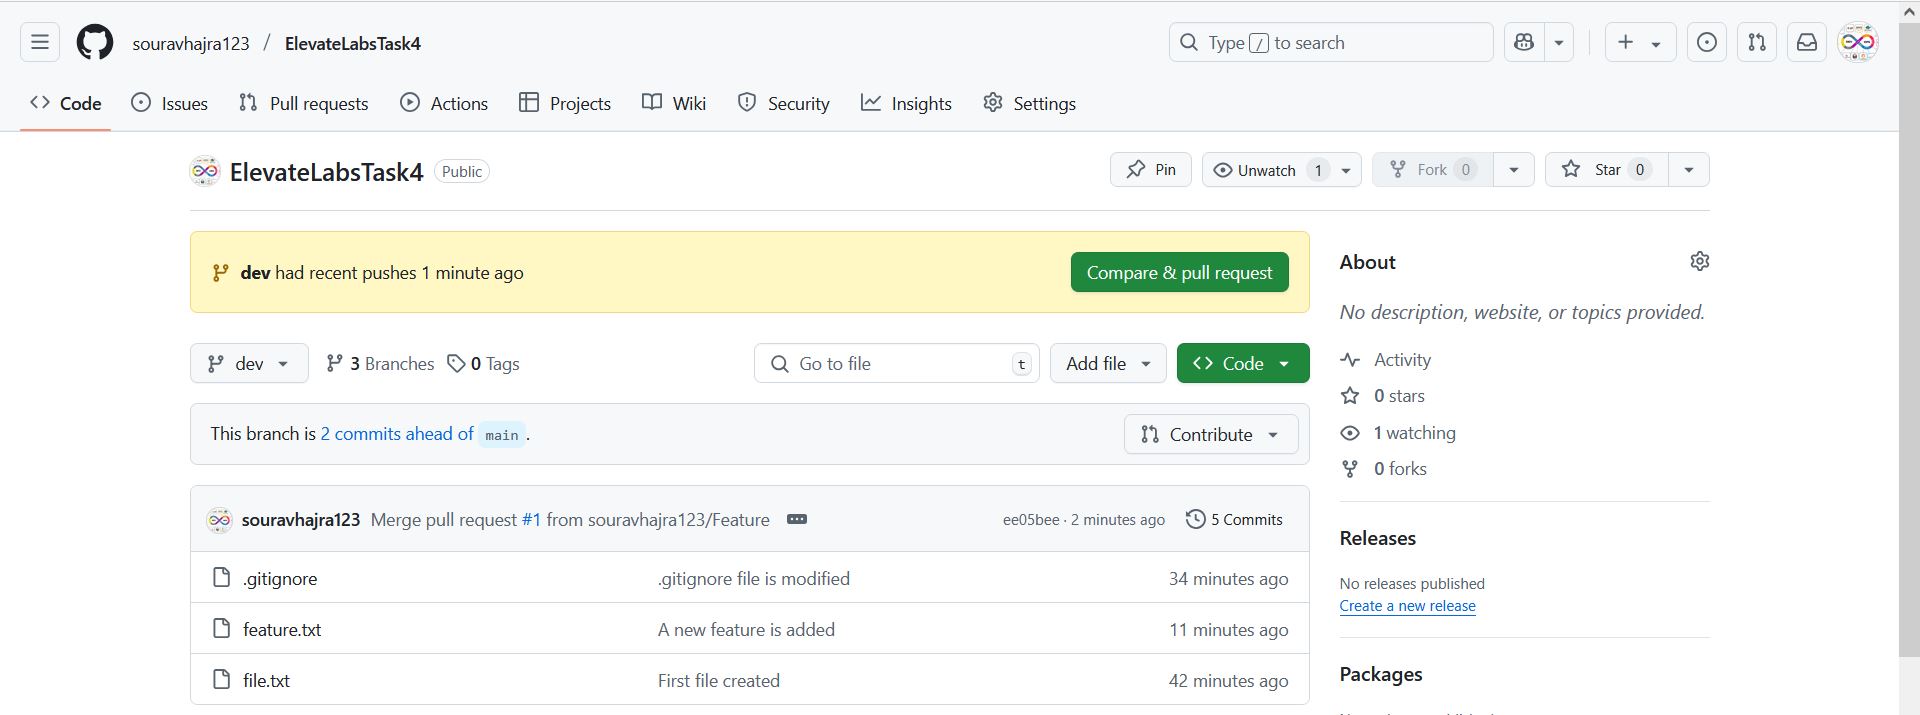 souravhajra123 / ElevateLabsTask4
Type / to search
Code Issues Pull requests Actions Projects Wiki Security Insights Settings
ElevateLabsTask4 Public
Pin Unwatch 1 Fork 0 Star 0
dev had recent pushes 1 minute ago
Compare & pull request
dev 3 Branches 0 Tags
Go to file t
Add file
Code
This branch is 2 commits ahead of main .
Contribute
souravhajra123 Merge pull request #1 from souravhajra123/Feature
ee05bee · 2 minutes ago
5 Commits
.gitignore .gitignore file is modified 34 minutes ago
feature.txt A new feature is added 11 minutes ago
file.txt First file created 42 minutes ago
About
No description, website, or topics provided.
Activity
0 stars
1 watching
0 forks
Releases
No releases published
Create a new release
Packages